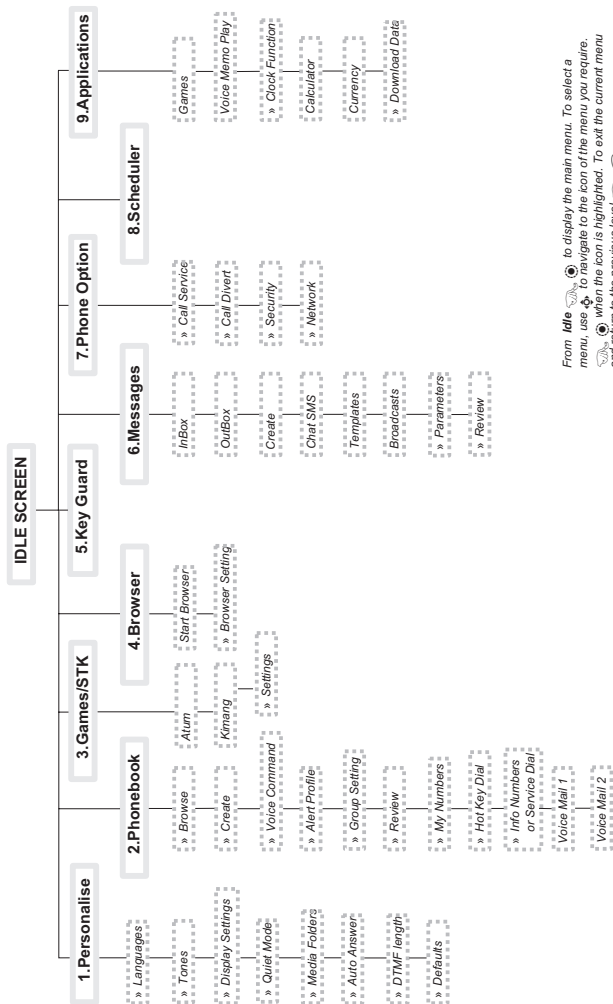 IDLE SCREEN
1.Personalise
» Languages
» Tones
» Display Settings
» Quiet Mode
» Media Folders
» Auto Answer
» DTMF length
» Defaults
2.Phonebook
» Browse
» Create
» Voice Command
» Alert Profile
» Group Setting
» Review
» My Numbers
» Hot Key Dial
» Info Numbers
or Service Dial
Voice Mail 1
Voice Mail 2
3.Games/STK
Atum
Kimang
» Settings
4.Browser
Start Browser
» Browser Setting
5.Key Guard
6.Messages
InBox
OutBox
Create
Chat SMS
Templates
Broadcasts
» Parameters
» Review
7.Phone Option
» Call Service
» Call Divert
» Security
» Network
8.Scheduler
9.Applications
Games
Voice Memo Play
» Clock Function
Calculator
Currency
» Download Data
From Idle to display the main menu. To select a
menu, use to navigate to the icon of the menu you require.
when the icon is highlighted. To exit the current menu
and return to the previous level